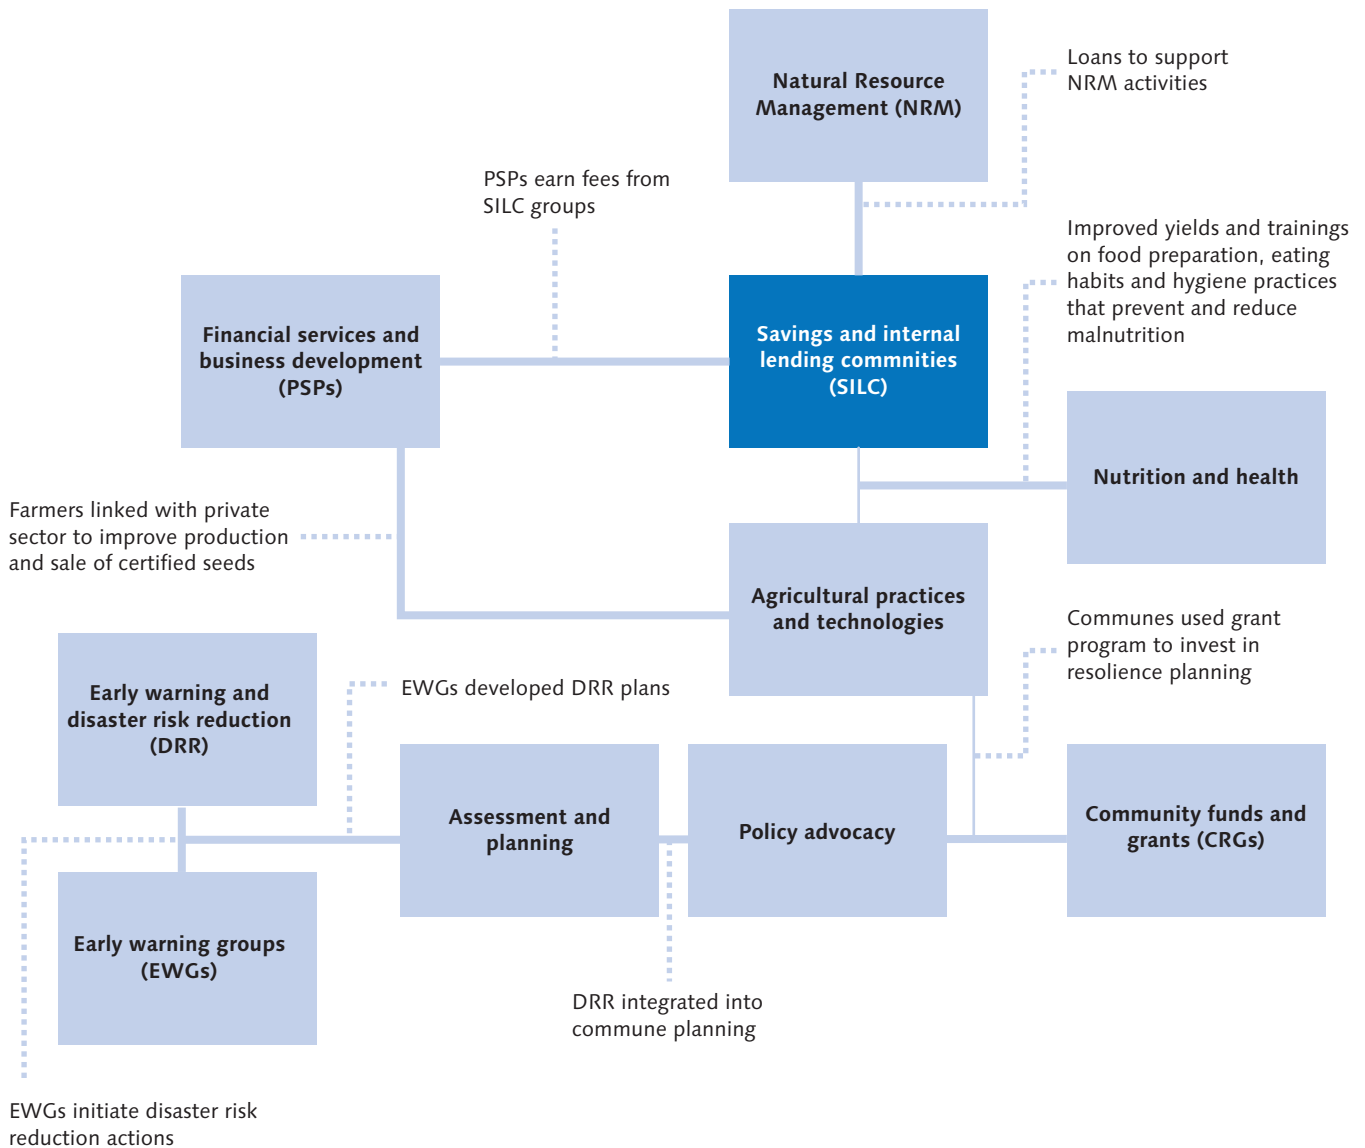 Natural Resource
Management (NRM)
Loans to support
NRM activities
PSPs earn fees from
SILC groups
Improved yields and trainings
on food preparation, eating
habits and hygiene practices
that prevent and reduce
malnutrition
Financial services and
business development
(PSPs)
Savings and internal
lending commnities
(SILC)
Nutrition and health
Farmers linked with private
sector to improve production
and sale of certified seeds
Agricultural practices
and technologies
Communes used grant
program to invest in
resolience planning
Early warning and
disaster risk reduction
(DRR)
EWGs developed DRR plans
Assessment and
planning
Policy advocacy
Community funds and
grants (CRGs)
Early warning groups
(EWGs)
DRR integrated into
commune planning
EWGs initiate disaster risk
reduction actions